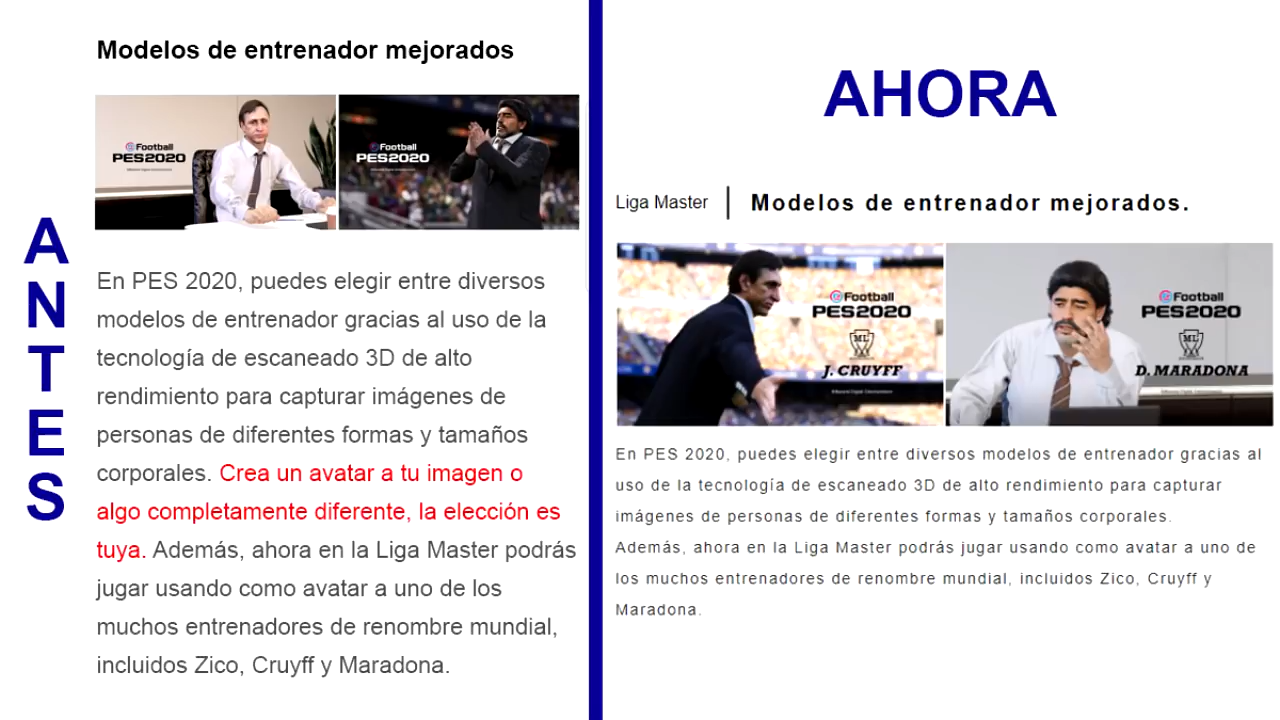 ANTES
Modelos de entrenador mejorados
eFootball
PES2020
eFootball
PES2020
En PES 2020, puedes elegir entre diversos
modelos de entrenador gracias al uso de la
tecnología de escaneado 3D de alto
rendimiento para capturar imágenes de
personas de diferentes formas y tamaños
corporales. Crea un avatar a tu imagen o
algo completamente diferente, la elección es
tuya. Además, ahora en la Liga Master podrás
jugar usando como avatar a uno de los
muchos entrenadores de renombre mundial,
incluidos Zico, Cruyff y Maradona.
AHORA
Liga Master
Modelos de entrenador mejorados.
eFootball
PES2020
ML
J. CRUYFF
eFootball
PES2020
ML
D. MARADONA
En PES 2020, puedes elegir entre diversos modelos de entrenador gracias al
uso de la tecnología de escaneado 3D de alto rendimiento para capturar
imágenes de personas de diferentes formas y tamaños corporales.
Además, ahora en la Liga Master podrás jugar usando como avatar a uno de
los muchos entrenadores de renombre mundial, incluidos Zico, Cruyff y
Maradona.